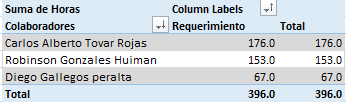 Suma de Horas Column Labels
Colaboradores Requerimiento Total
Carlos Alberto Tovar Rojas 176.0 176.0
Robinson Gonzales Huiman 153.0 153.0
Diego Gallegos peralta 67.0 67.0
Total 396.0 396.0